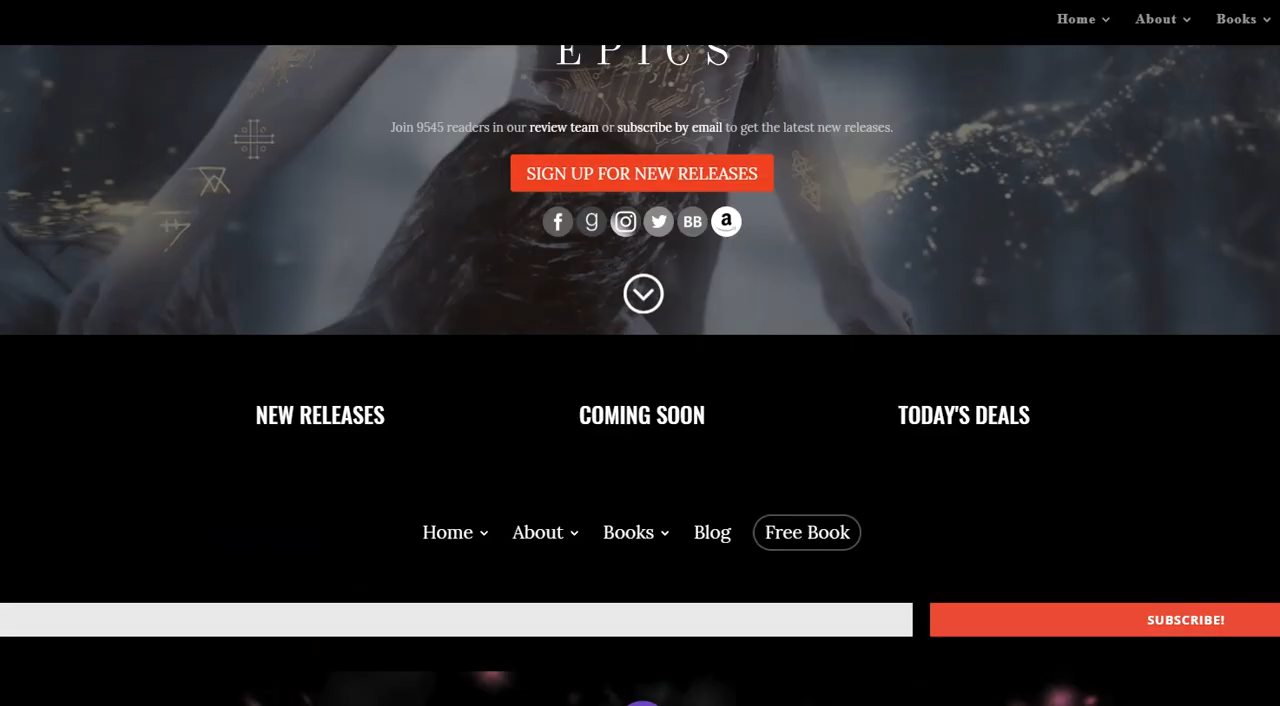 Home About Books
EPICS
Join 9545 readers in our review team or subscribe by email to get the latest new releases.
SIGN UP FOR NEW RELEASES
f g BB a
NEW RELEASES COMING SOON TODAY'S DEALS
Home About Books Blog Free Book
SUBSCRIBE!